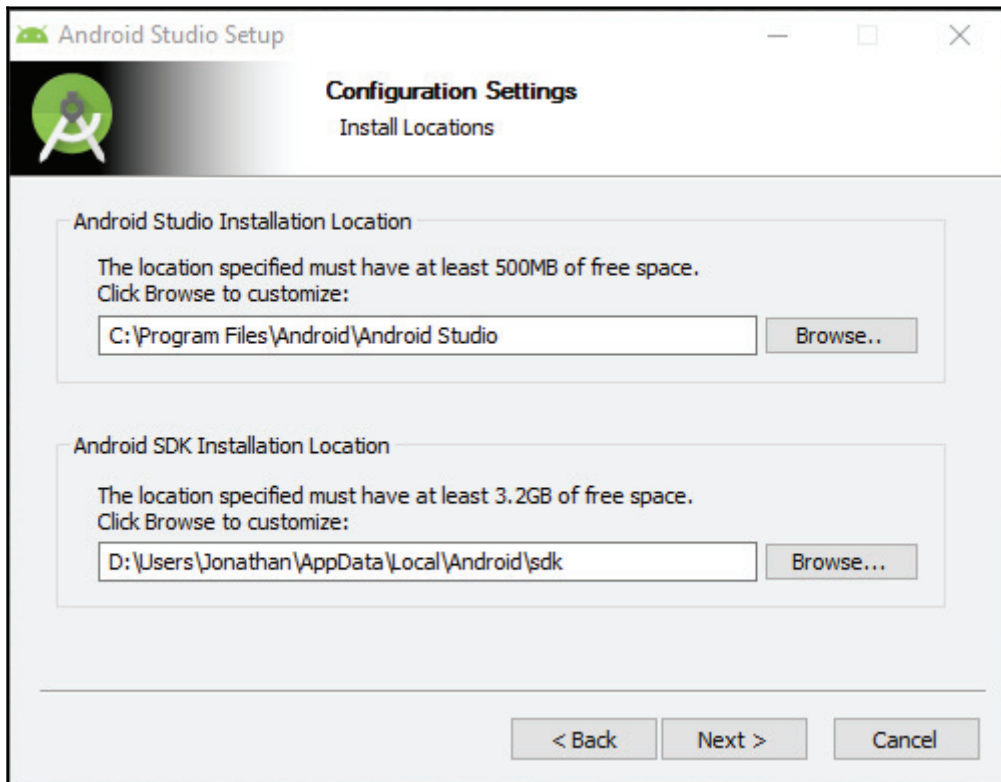 Android Studio Setup
Configuration Settings
Install Locations
Android Studio Installation Location
The location specified must have at least 500MB of free space.
Click Browse to customize:
C:\Program Files\Android\Android Studio
Browse..
Android SDK Installation Location
The location specified must have at least 3.2GB of free space.
Click Browse to customize:
D:\Users\Jonathan\AppData\Local\Android\sdk
Browse...
< Back
Next >
Cancel